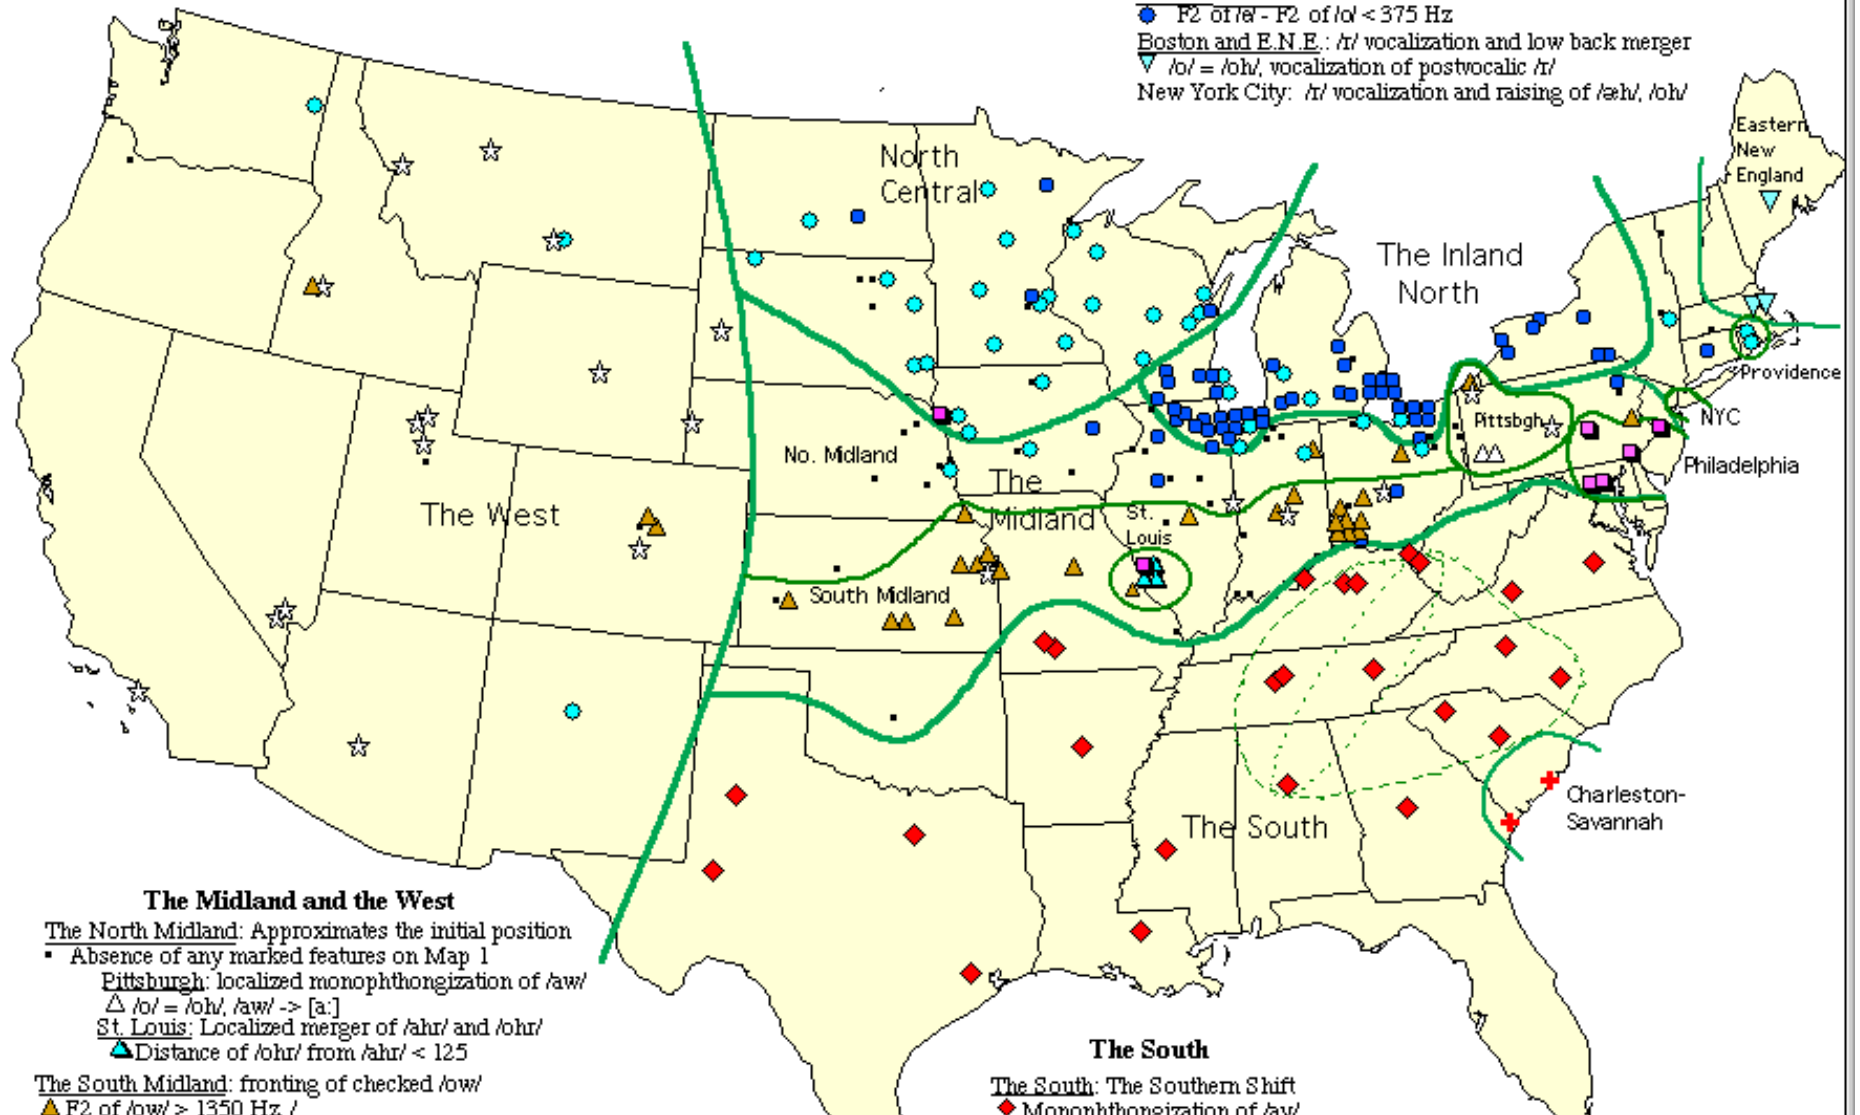 F2 of /e/ - F2 of /o/ < 375 Hz
Boston and E.N.E.: /r/ vocalization and low back merger
/o/ = /oh/, vocalization of postvocalic /r/
New York City: /r/ vocalization and raising of /æh/, /oh/
Eastern
New
England
North
Central
The Inland
North
Providence
NYC
Pittsbgh
Philadelphia
No. Midland
The
Midland
St.
Louis
The West
South Midland
Charleston-
Savannah
The South
The Midland and the West
The North Midland: Approximates the initial position
Absence of any marked features on Map 1
Pittsburgh: localized monophthongization of /aw/
/o/ = /oh/, /aw/ -> [a:]
St. Louis: Localized merger of /ahr/ and /ohr/
Distance of /ohr/ from /ahr/ < 125
The South Midland: fronting of checked /ow/
F2 of /ow/ > 1350 Hz /
The South
The South: The Southern Shift
Monophthongization of /ay/